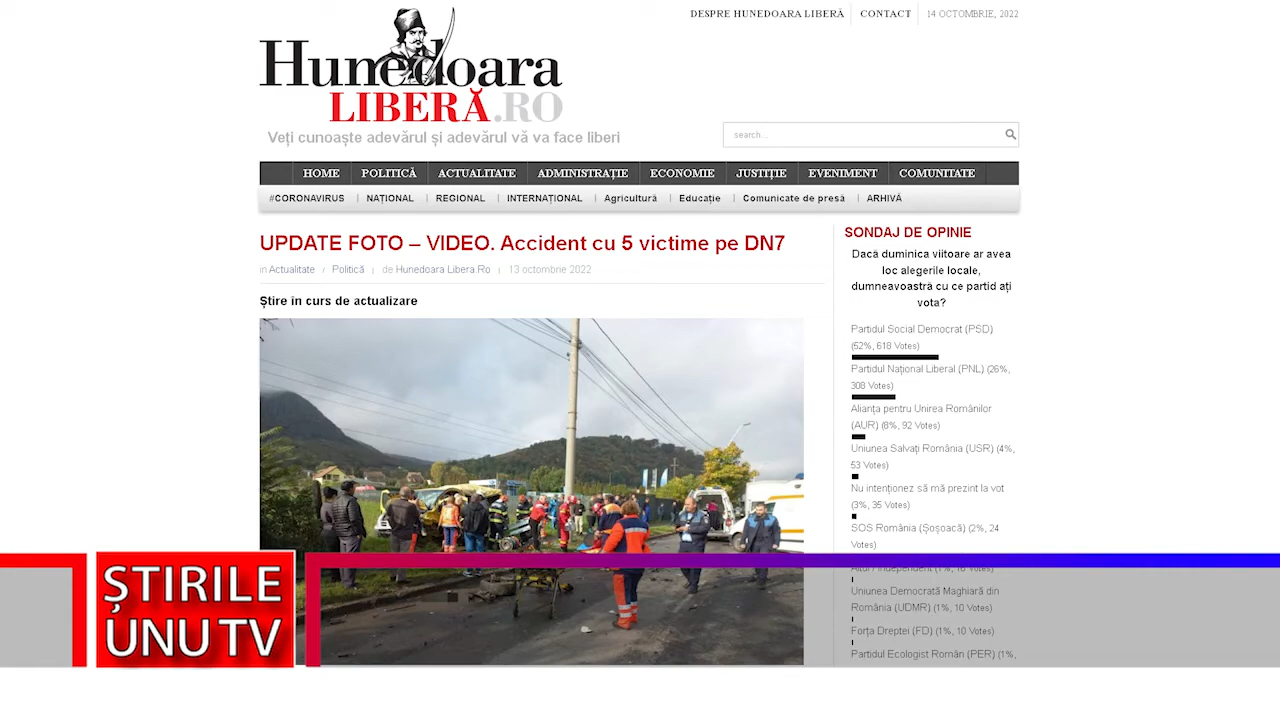 DESPRE HUNEDOARA LIBERĂ
CONTACT
14 OCTOMBRIE, 2022
Hunedoara
LIBERĂ.RO
Veți cunoaște adevărul și adevărul vă va face liberi
search...
HOME
POLITICĂ
ACTUALITATE
ADMINISTRAȚIE
ECONOMIE
JUSTIȚIE
EVENIMENT
COMUNITATE
#CORONAVIRUS
NAȚIONAL
REGIONAL
INTERNAȚIONAL
Agricultură
Educație
Comunicate de presă
ARHIVĂ
UPDATE FOTO – VIDEO. Accident cu 5 victime pe DN7
in Actualitate / Politică | de Hunedoara Libera Ro | 13 octombrie 2022
Știre în curs de actualizare
SONDAJ DE OPINIE
Dacă duminica viitoare ar avea
loc alegerile locale,
dumneavoastră cu ce partid ați
vota?
Partidul Social Democrat (PSD)
(52%, 618 Votes)
Partidul Național Liberal (PNL) (26%,
308 Votes)
Alianța pentru Unirea Românilor
(AUR) (8%, 92 Votes)
Uniunea Salvați România (USR) (4%,
53 Votes)
Nu intenționez să mă prezint la vot
(3%, 35 Votes)
SOS România (Șoșoacă) (2%, 24
Votes)
Uniunea Democrată Maghiară din
România (UDMR) (1%, 10 Votes)
Forța Dreptei (FD) (1%, 10 Votes)
Partidul Ecologist Român (PER) (1%,
ȘTIRILE
UNU TV